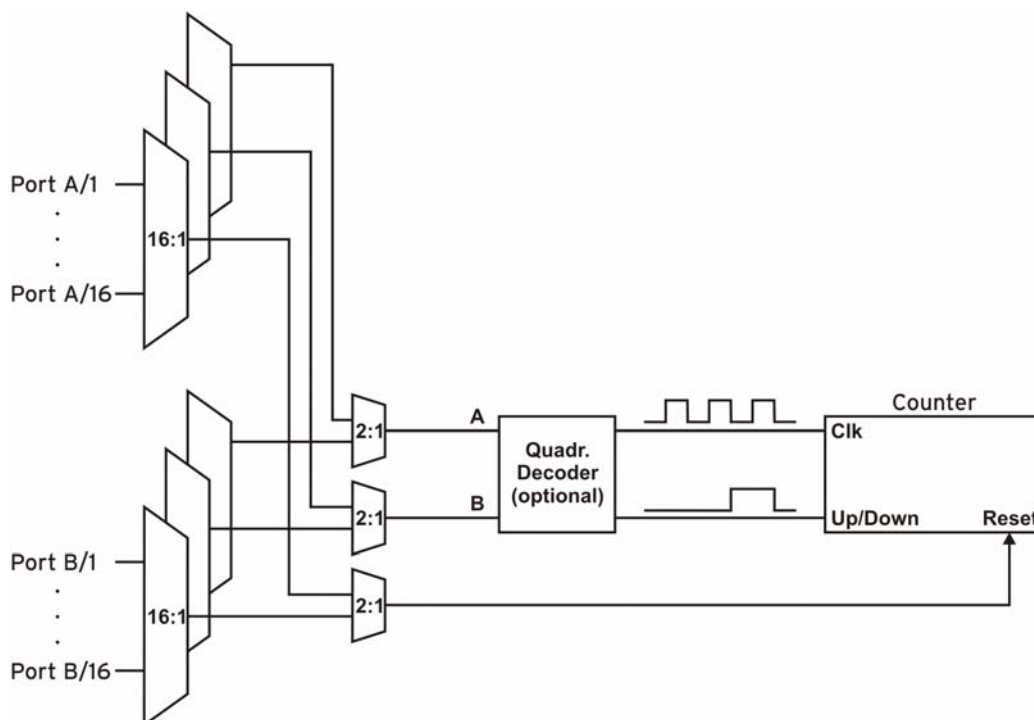 Port A/1
.
.
.
16:1
Port A/16
Port B/1
.
.
.
16:1
Port B/16
2:1
2:1
2:1
A
B
Quadr.
Decoder
(optional)
Counter
Clk
Up/Down
Reset